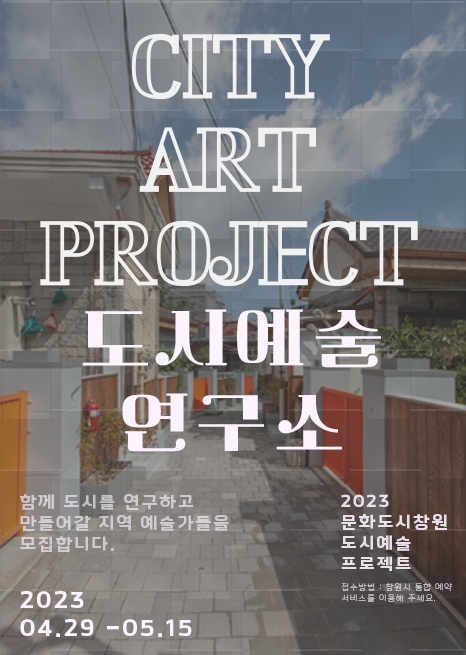 CITY
ART
PROJECT
도시예술
연구소
함께 도시를 연구하고
만들어갈 지역 예술가들을
모집합니다.
2023
04.29 -05.15
2023
문화도시창원
도시예술
프로젝트
접수방법 : 창원시 통합 예약
서비스를 이용해 주세요.